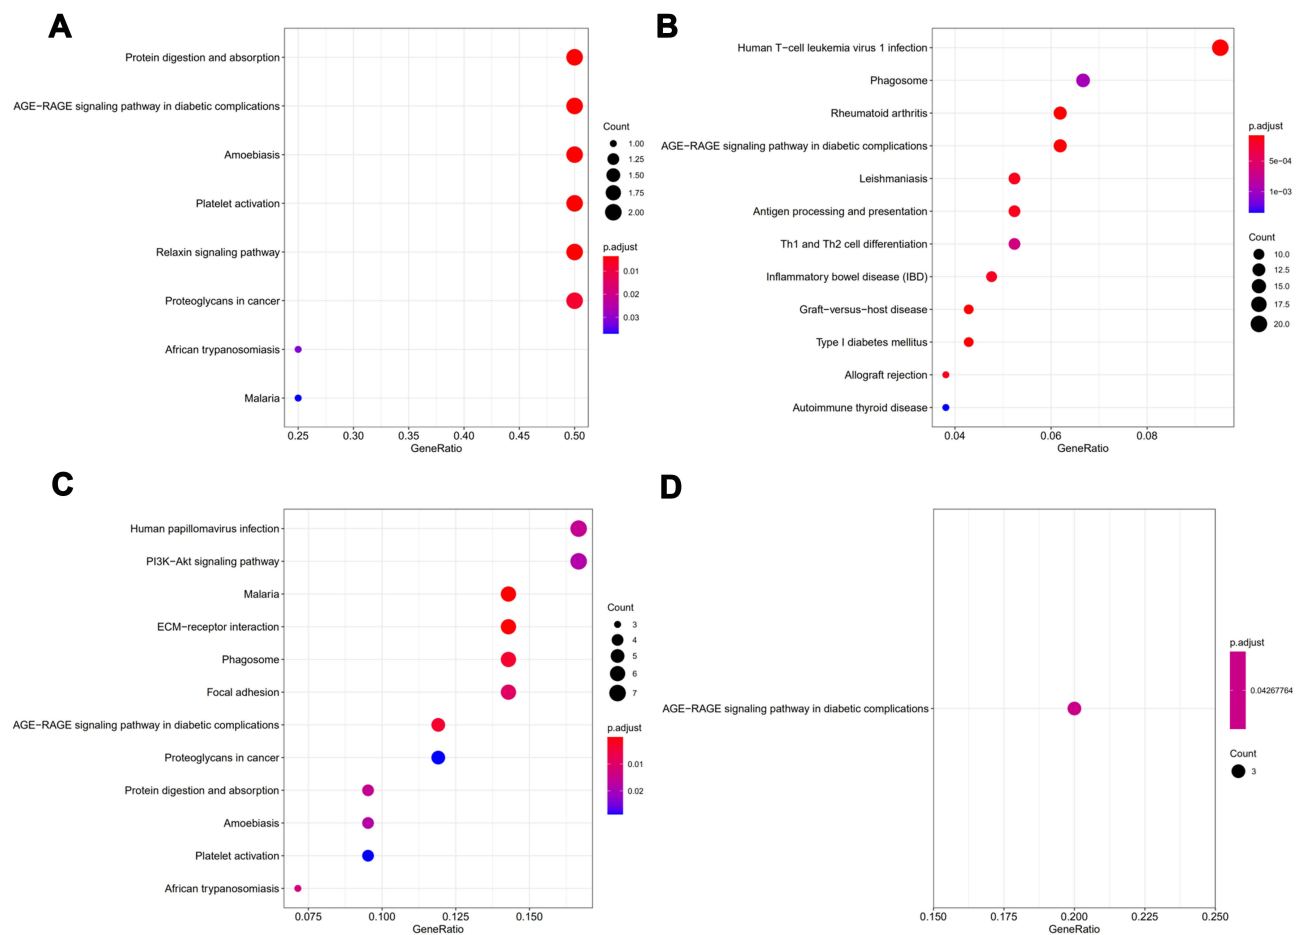 A
Protein digestion and absorption
AGE−RAGE signaling pathway in diabetic complications
Amoebiasis
Platelet activation
Relaxin signaling pathway
Proteoglycans in cancer
African trypanosomiasis
Malaria
0.25 0.30 0.35 0.40 0.45 0.50
GeneRatio
Count
1.00
1.25
1.50
1.75
2.00
p.adjust
0.01
0.02
0.03
B
Human T−cell leukemia virus 1 infection
Phagosome
Rheumatoid arthritis
AGE−RAGE signaling pathway in diabetic complications
Leishmaniasis
Antigen processing and presentation
Th1 and Th2 cell differentiation
Inflammatory bowel disease (IBD)
Graft−versus−host disease
Type I diabetes mellitus
Allograft rejection
Autoimmune thyroid disease
0.04 0.06 0.08
GeneRatio
p.adjust
5e−04
1e−03
Count
10.0
12.5
15.0
17.5
20.0
C
Human papillomavirus infection
PI3K−Akt signaling pathway
Malaria
ECM−receptor interaction
Phagosome
Focal adhesion
AGE−RAGE signaling pathway in diabetic complications
Proteoglycans in cancer
Protein digestion and absorption
Amoebiasis
Platelet activation
African trypanosomiasis
0.075 0.100 0.125 0.150
GeneRatio
Count
3
4
5
6
7
p.adjust
0.01
0.02
D
AGE−RAGE signaling pathway in diabetic complications
0.150 0.175 0.200 0.225 0.250
GeneRatio
p.adjust
0.04267764
Count
3